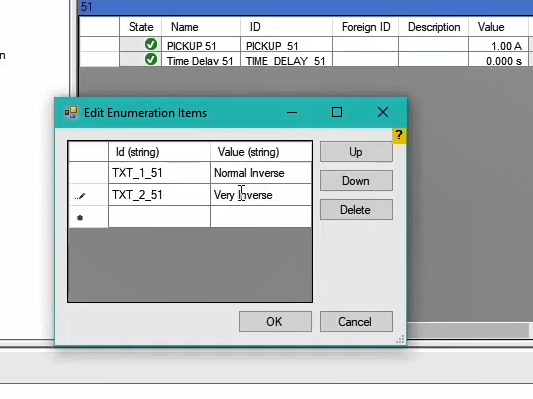 51
State Name ID Foreign ID Description Value
PICKUP 51 PICKUP_51 1.00 A
Time Delay 51 TIME_DELAY_51 0.000 s
n
Edit Enumeration Items
?
Id (string) Value (string) Up
TXT_1_51 Normal Inverse
Down
TXT_2_51 Very Inverse
Delete
OK Cancel